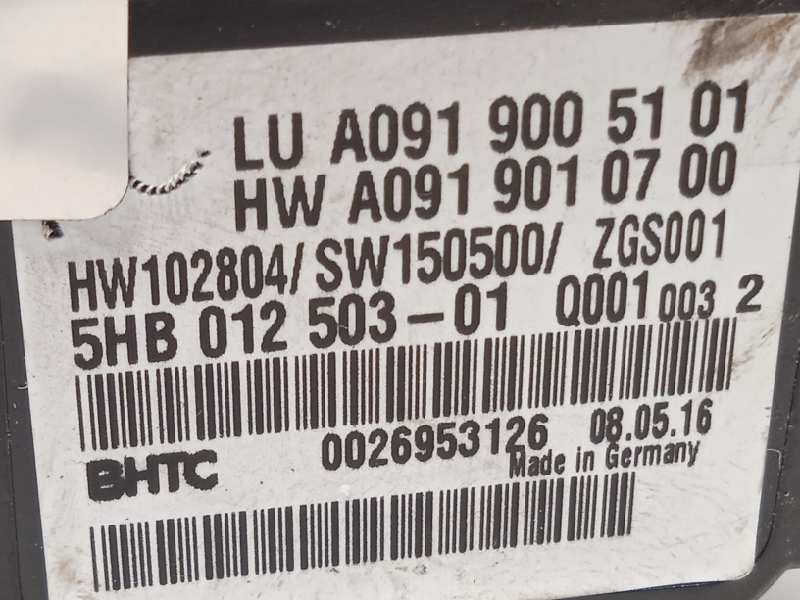 LU A091 900 51 01
HW A091 901 07 00
HW102804/ SW150500/ ZGS001
5HB 012 503-01 Q001 003 2
0026953126 08.05.16
BHTC Made in Germany